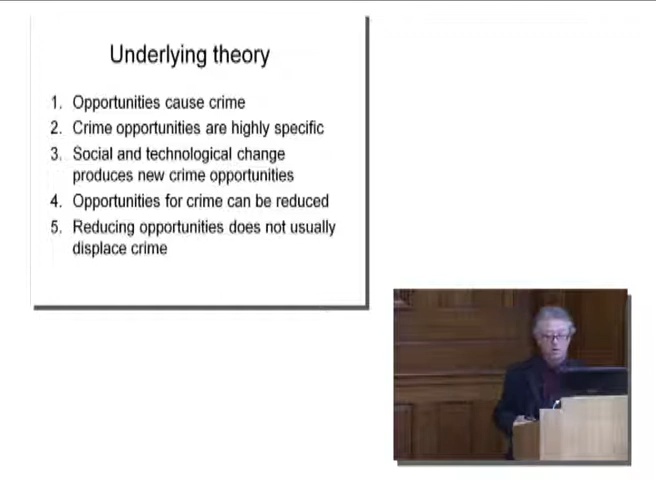 Underlying theory
1. Opportunities cause crime
2. Crime opportunities are highly specific
3. Social and technological change
produces new crime opportunities
4. Opportunities for crime can be reduced
5. Reducing opportunities does not usually
displace crime